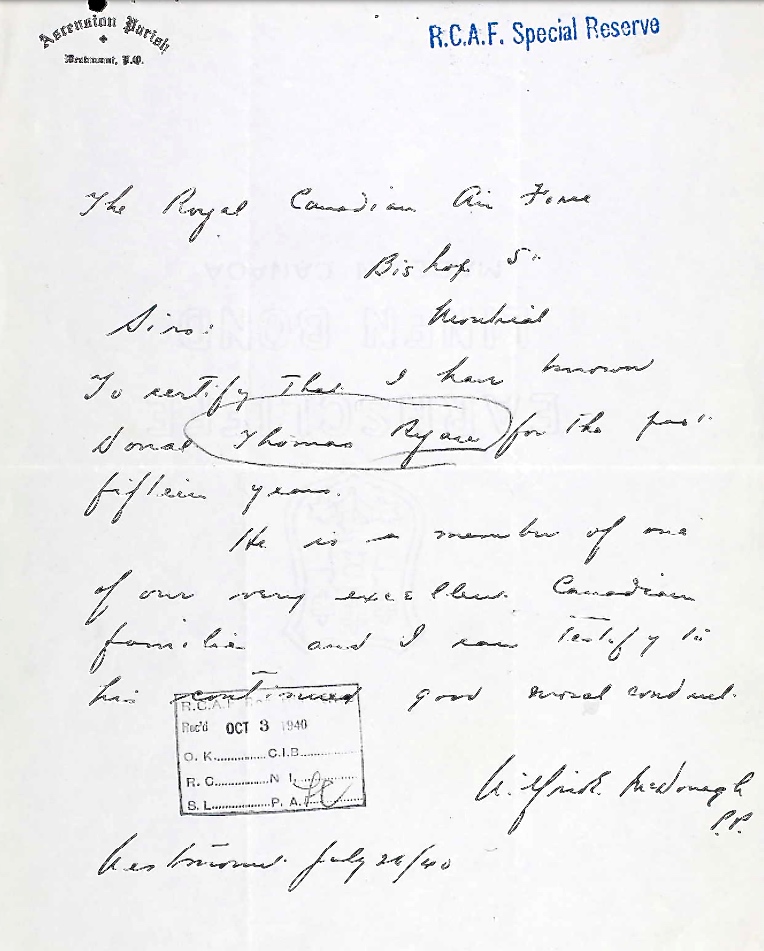 Ascension Parish
Westmount, P.Q.
R.C.A.F. Special Reserve
The Royal Canadian Air Force
Bishop St
Sirs: Montreal
To certify that I have known
Donal Thomas for the past
fifteen years.
He is a member of one
of our very excellent Canadian
families and I can testify to
his continued good moral conduct.
R.C.A.F.
Rec'd OCT 3 1940
O. K. C.I.B.
R. C. N I.
S. L. P. A.
Wilfrid McDonagh
P.P.
Westmount July /40